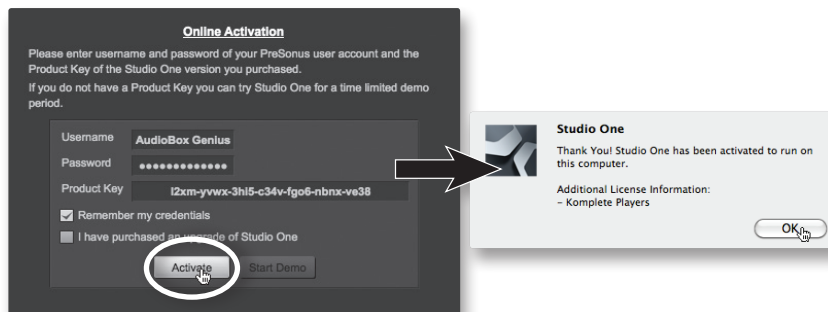 Online Activation
Please enter username and password of your PreSonus user account and the
Product Key of the Studio One version you purchased.
If you do not have a Product Key you can try Studio One for a time limited demo
period.
Username AudioBox Genius
Password •••••••••••••
Product Key l2xm-yvwx-3hi5-c34v-fgo6-nbnx-ve38
Remember my credentials
I have purchased an upgrade of Studio One
Activate Start Demo
Studio One
Thank You! Studio One has been activated to run on
this computer.
Additional License Information:
– Komplete Players
OK